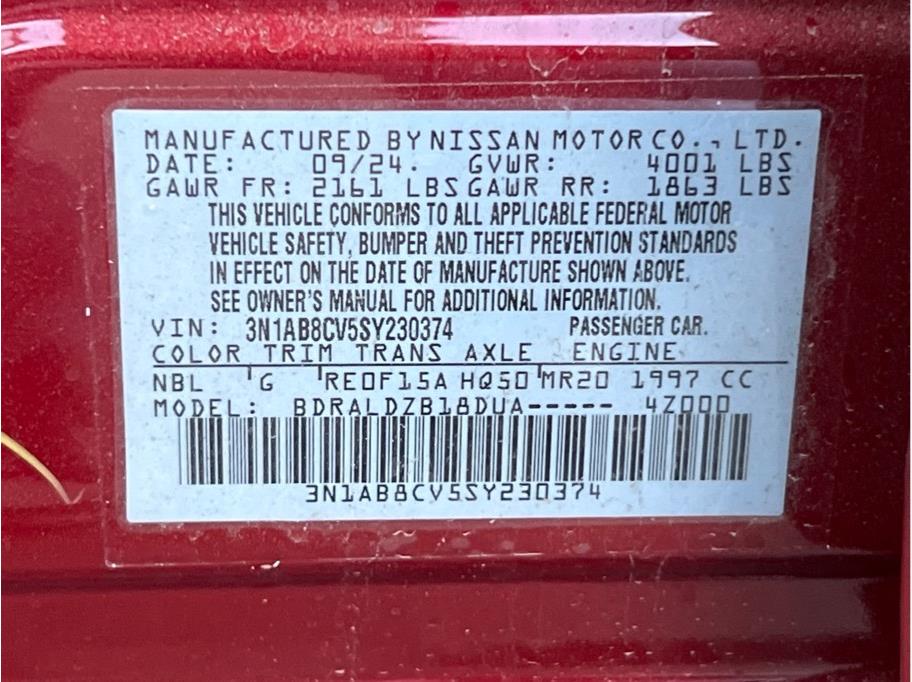 MANUFACTURED BY NISSAN MOTOR CO., LTD.
DATE: 09/24. GVWR: 4001 LBS
GAWR FR: 2161 LBS GAWR RR: 1863 LBS
THIS VEHICLE CONFORMS TO ALL APPLICABLE FEDERAL MOTOR
VEHICLE SAFETY, BUMPER AND THEFT PREVENTION STANDARDS
IN EFFECT ON THE DATE OF MANUFACTURE SHOWN ABOVE.
SEE OWNER'S MANUAL FOR ADDITIONAL INFORMATION.
VIN: 3N1AB8CV5SY230374 PASSENGER CAR.
COLOR TRIM TRANS AXLE ENGINE
NBL G RE0F15A HQ50 MR20 1997 CC
MODEL: BDRALDZB18DUA----- 4Z000
3N1AB8CV5SY230374